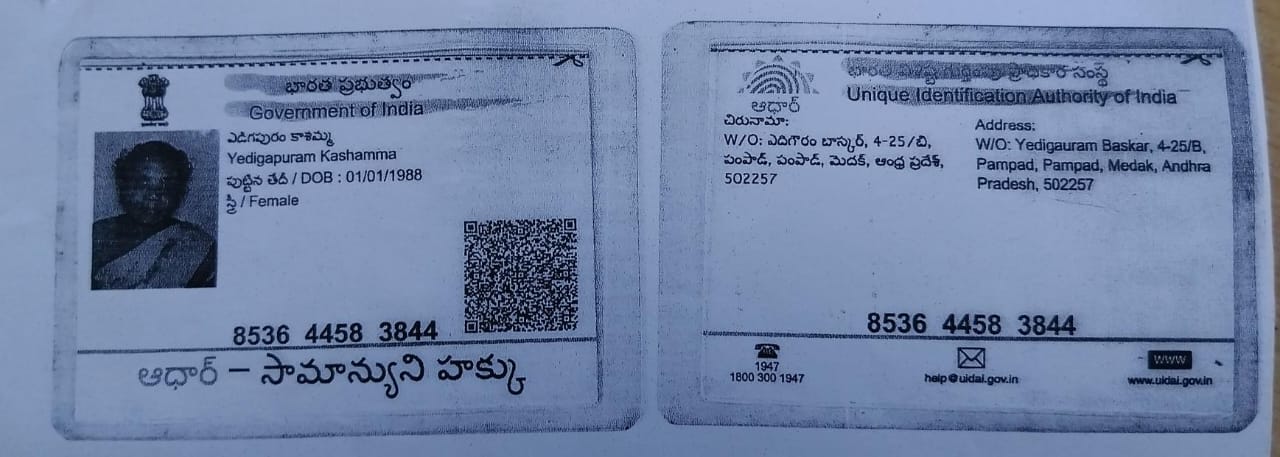 భారత ప్రభుత్వం
Government of India
ఎడిగపురం కాశమ్మ
Yedigapuram Kashamma
పుట్టిన తేదీ / DOB : 01/01/1988
స్త్రీ / Female
8536 4458 3844
ఆధార్ – సామాన్యుని హక్కు
ఆధార్
Unique Identification Authority of India
చిరునామా:
W/O: ఎదిగౌరం బాస్కర్, 4-25/బి,
పంపాడ్, పంపాడ్, మెదక్, ఆంధ్ర ప్రదేశ్,
502257
Address:
W/O: Yedigauram Baskar, 4-25/B,
Pampad, Pampad, Medak, Andhra
Pradesh, 502257
8536 4458 3844
1947
1800 300 1947
help@uidai.gov.in
www
www.uidai.gov.in